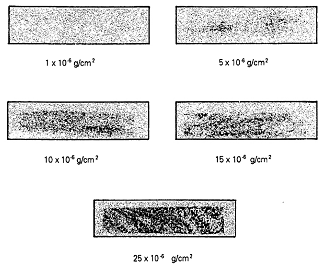 1 x 10⁻⁶ g/cm²
5 x 10⁻⁶ g/cm²
10 x 10⁻⁶ g/cm²
15 x 10⁻⁶ g/cm²
25 x 10⁻⁶ g/cm²